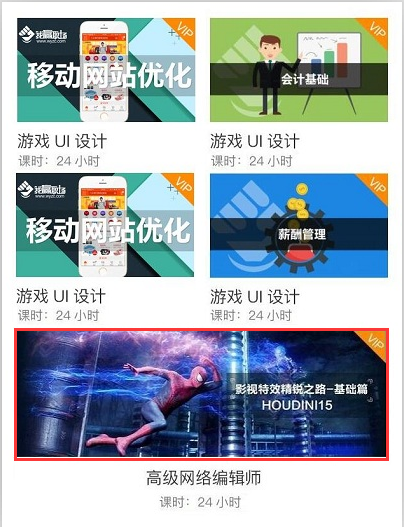 我赢职场
www.wyzc.com
移动网站优化
VIP
会计基础
VIP
游戏 UI 设计
课时：24 小时
游戏 UI 设计
课时：24 小时
我赢职场
www.wyzc.com
移动网站优化
VIP
薪酬管理
VIP
游戏 UI 设计
课时：24 小时
游戏 UI 设计
课时：24 小时
VIP
影视特效精锐之路-基础篇
HOUDINI15
高级网络编辑师
课时：24 小时